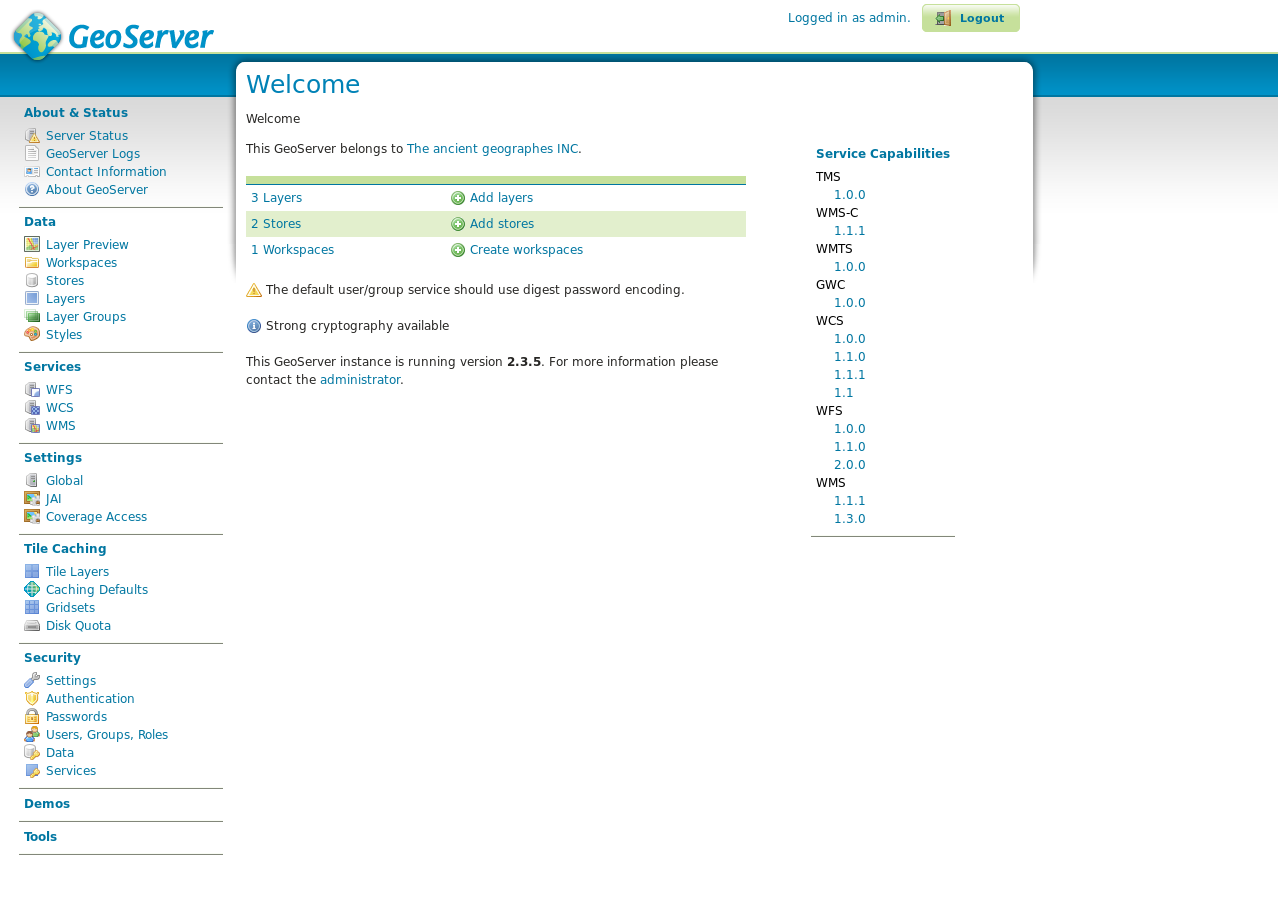 GeoServer
Logged in as admin.
Logout
About & Status
Server Status
GeoServer Logs
Contact Information
About GeoServer
Data
Layer Preview
Workspaces
Stores
Layers
Layer Groups
Styles
Services
WFS
WCS
WMS
Settings
Global
JAI
Coverage Access
Tile Caching
Tile Layers
Caching Defaults
Gridsets
Disk Quota
Security
Settings
Authentication
Passwords
Users, Groups, Roles
Data
Services
Demos
Tools
Welcome
Welcome
This GeoServer belongs to The ancient geographes INC.
3 Layers Add layers
2 Stores Add stores
1 Workspaces Create workspaces
The default user/group service should use digest password encoding.
Strong cryptography available
This GeoServer instance is running version 2.3.5. For more information please
contact the administrator.
Service Capabilities
TMS
1.0.0
WMS-C
1.1.1
WMTS
1.0.0
GWC
1.0.0
WCS
1.0.0
1.1.0
1.1.1
1.1
WFS
1.0.0
1.1.0
2.0.0
WMS
1.1.1
1.3.0